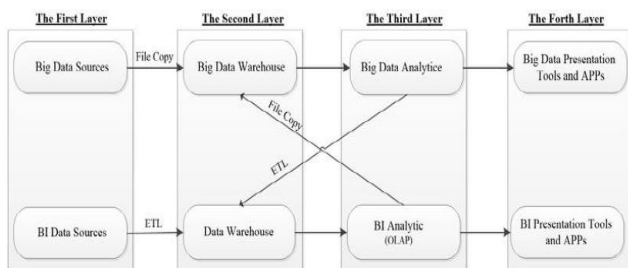 The First Layer
The Second Layer
The Third Layer
The Forth Layer
Big Data Sources
File Copy
Big Data Warehouse
Big Data Analytice
Big Data Presentation
Tools and APPs
File Copy
ETL
BI Data Sources
ETL
Data Warehouse
BI Analytic
(OLAP)
BI Presentation Tools
and APPs